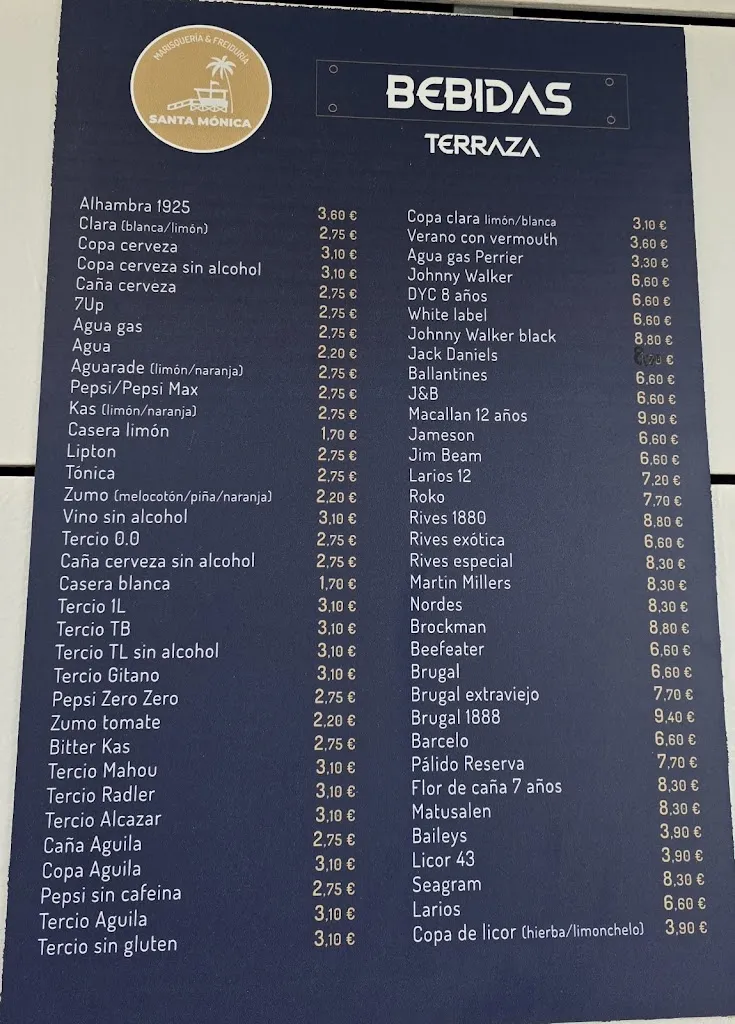 MARISQUERÍA & FREIDURÍA
SANTA MÓNICA
BEBIDAS
TERRAZA
Alhambra 1925 3,60 €
Clara (blanca/limón) 2,75 €
Copa cerveza 3,10 €
Copa cerveza sin alcohol 3,10 €
Caña cerveza 2,75 €
7Up 2,75 €
Agua gas 2,75 €
Agua 2,20 €
Aguarade (limón/naranja) 2,75 €
Pepsi/Pepsi Max 2,75 €
Kas (limón/naranja) 2,75 €
Casera limón 1,70 €
Lipton 2,75 €
Tónica 2,75 €
Zumo (melocotón/piña/naranja) 2,20 €
Vino sin alcohol 3,10 €
Tercio 0.0 2,75 €
Caña cerveza sin alcohol 2,75 €
Casera blanca 1,70 €
Tercio 1L 3,10 €
Tercio TB 3,10 €
Tercio TL sin alcohol 3,10 €
Tercio Gitano 3,10 €
Pepsi Zero Zero 2,75 €
Zumo tomate 2,20 €
Bitter Kas 2,75 €
Tercio Mahou 3,10 €
Tercio Radler 3,10 €
Tercio Alcazar 3,10 €
Caña Aguila 2,75 €
Copa Aguila 3,10 €
Pepsi sin cafeina 2,75 €
Tercio Aguila 3,10 €
Tercio sin gluten 3,10 €
Copa clara limón/blanca 3,10 €
Verano con vermouth 3,60 €
Agua gas Perrier 3,30 €
Johnny Walker 6,60 €
DYC 8 años 6,60 €
White label 6,60 €
Johnny Walker black 8,80 €
Jack Daniels €
Ballantines 6,60 €
J&B 6,60 €
Macallan 12 años 9,90 €
Jameson 6,60 €
Jim Beam 6,60 €
Larios 12 7,20 €
Roko 7,70 €
Rives 1880 8,80 €
Rives exótica 6,60 €
Rives especial 8,30 €
Martin Millers 8,30 €
Nordes 8,30 €
Brockman 8,80 €
Beefeater 6,60 €
Brugal 6,60 €
Brugal extraviejo 7,70 €
Brugal 1888 9,40 €
Barcelo 6,60 €
Pálido Reserva 7,70 €
Flor de caña 7 años 8,30 €
Matusalen 8,30 €
Baileys 3,90 €
Licor 43 3,90 €
Seagram 8,30 €
Larios 6,60 €
Copa de licor (hierba/limonchelo) 3,90 €